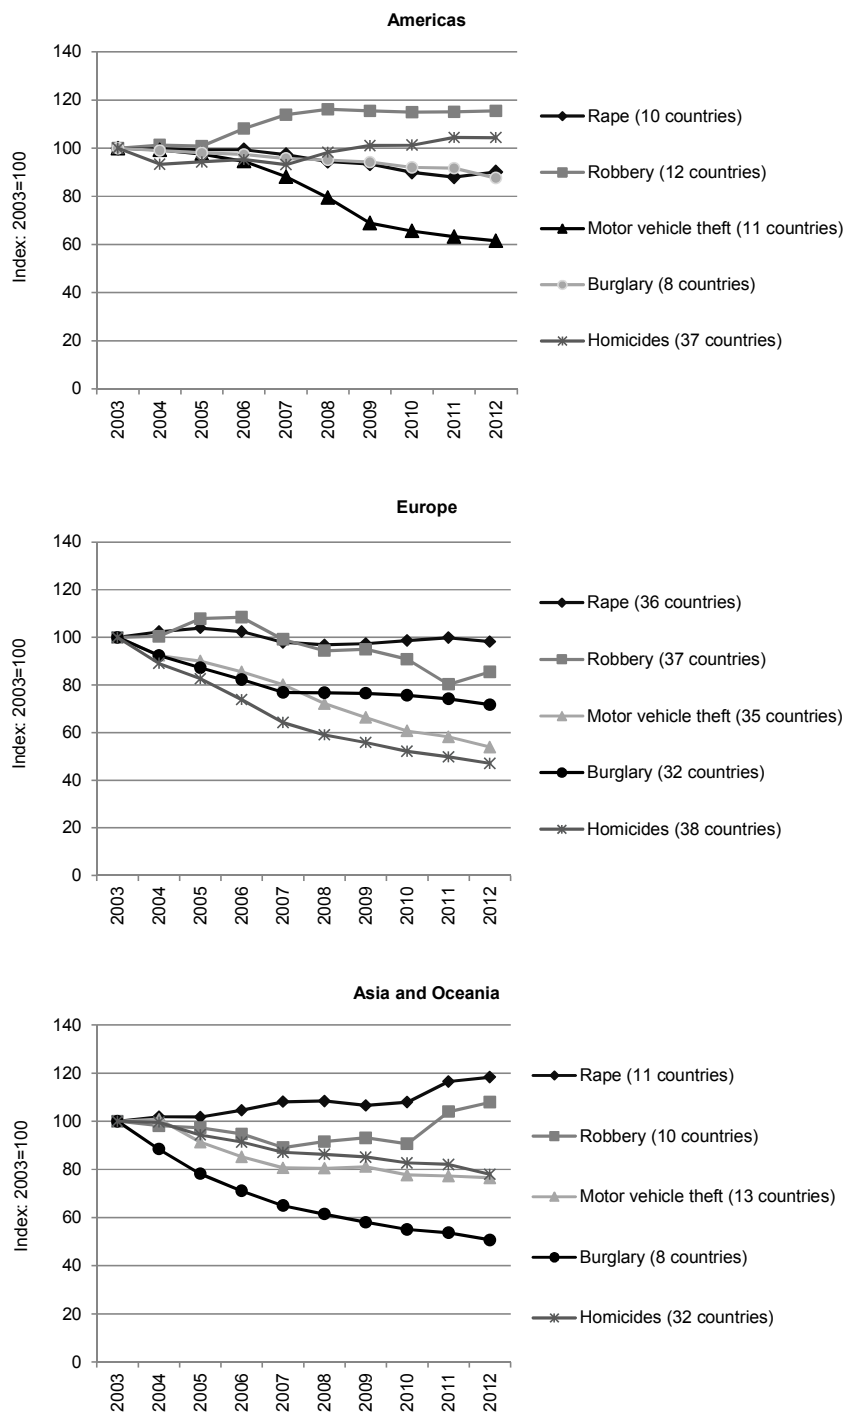 Americas
Index: 2003=100
140
120
100
80
60
40
20
0
2003
2004
2005
2006
2007
2008
2009
2010
2011
2012
Rape (10 countries)
Robbery (12 countries)
Motor vehicle theft (11 countries)
Burglary (8 countries)
Homicides (37 countries)
Europe
Index: 2003=100
140
120
100
80
60
40
20
0
2003
2004
2005
2006
2007
2008
2009
2010
2011
2012
Rape (36 countries)
Robbery (37 countries)
Motor vehicle theft (35 countries)
Burglary (32 countries)
Homicides (38 countries)
Asia and Oceania
Index: 2003=100
140
120
100
80
60
40
20
0
2003
2004
2005
2006
2007
2008
2009
2010
2011
2012
Rape (11 countries)
Robbery (10 countries)
Motor vehicle theft (13 countries)
Burglary (8 countries)
Homicides (32 countries)